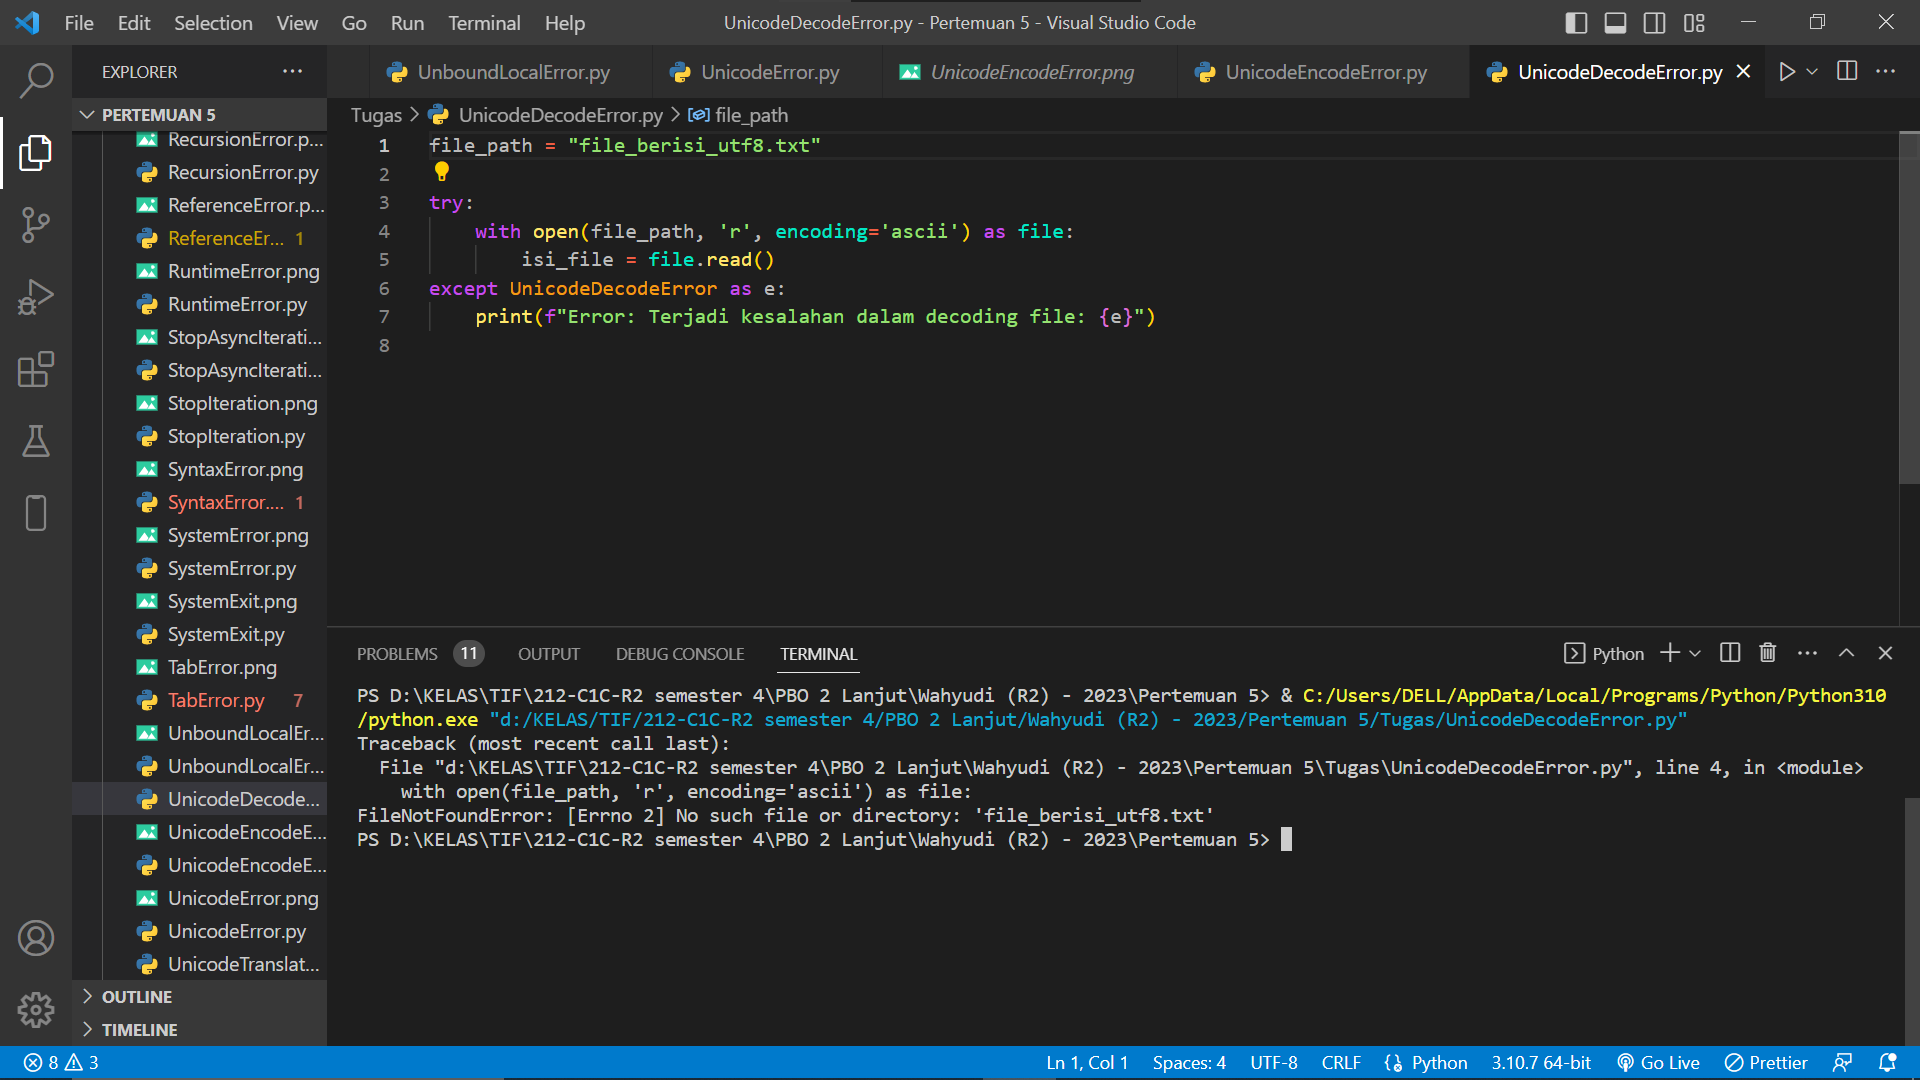 File Edit Selection View Go Run Terminal Help UnicodeDecodeError.py - Pertemuan 5 - Visual Studio Code
EXPLORER
UnboundLocalError.py UnicodeError.py UnicodeEncodeError.png UnicodeEncodeError.py UnicodeDecodeError.py
PERTEMUAN 5
RecursionError.p...
RecursionError.py
ReferenceError.p...
ReferenceEr... 1
RuntimeError.png
RuntimeError.py
StopAsyncIterati...
StopAsyncIterati...
StopIteration.png
StopIteration.py
SyntaxError.png
SyntaxError.... 1
SystemError.png
SystemError.py
SystemExit.png
SystemExit.py
TabError.png
TabError.py 7
UnboundLocalEr...
UnboundLocalEr...
UnicodeDecode...
UnicodeEncodeE...
UnicodeEncodeE...
UnicodeError.png
UnicodeError.py
UnicodeTranslat...
OUTLINE
TIMELINE
Tugas > UnicodeDecodeError.py > file_path
1 file_path = "file_berisi_utf8.txt"
2
3 try:
4     with open(file_path, 'r', encoding='ascii') as file:
5         isi_file = file.read()
6 except UnicodeDecodeError as e:
7     print(f"Error: Terjadi kesalahan dalam decoding file: {e}")
8
PROBLEMS 11 OUTPUT DEBUG CONSOLE TERMINAL Python
PS D:\KELAS\TIF\212-C1C-R2 semester 4\PBO 2 Lanjut\Wahyudi (R2) - 2023\Pertemuan 5> & C:/Users/DELL/AppData/Local/Programs/Python/Python310
/python.exe "d:/KELAS/TIF/212-C1C-R2 semester 4/PBO 2 Lanjut/Wahyudi (R2) - 2023/Pertemuan 5/Tugas/UnicodeDecodeError.py"
Traceback (most recent call last):
  File "d:\KELAS\TIF\212-C1C-R2 semester 4\PBO 2 Lanjut\Wahyudi (R2) - 2023\Pertemuan 5\Tugas\UnicodeDecodeError.py", line 4, in <module>
    with open(file_path, 'r', encoding='ascii') as file:
FileNotFoundError: [Errno 2] No such file or directory: 'file_berisi_utf8.txt'
PS D:\KELAS\TIF\212-C1C-R2 semester 4\PBO 2 Lanjut\Wahyudi (R2) - 2023\Pertemuan 5>
8 3 Ln 1, Col 1 Spaces: 4 UTF-8 CRLF Python 3.10.7 64-bit Go Live Prettier